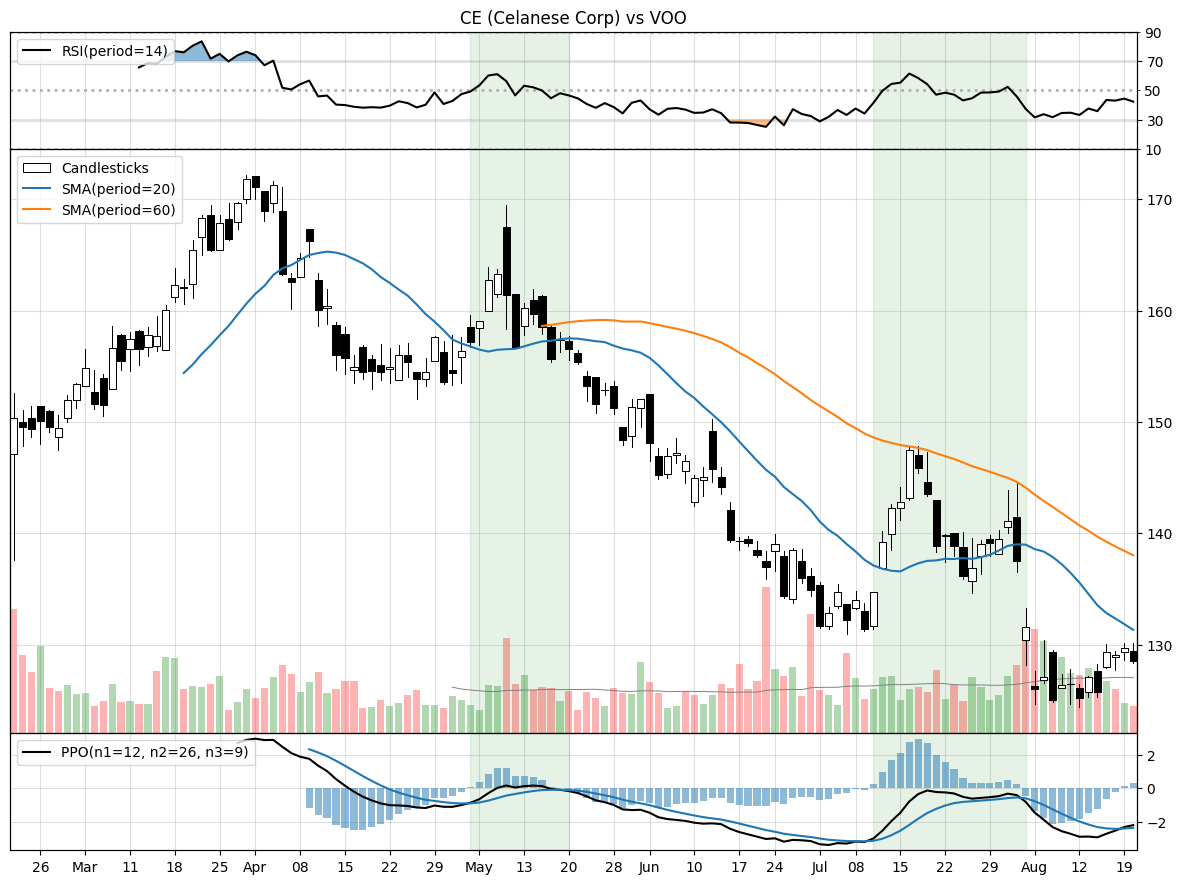 CE (Celanese Corp) vs VOO
RSI(period=14)
90
70
50
30
10
Candlesticks
SMA(period=20)
SMA(period=60)
170
160
150
140
130
PPO(n1=12, n2=26, n3=9)
2
0
−2
26 Mar 11 18 25 Apr 08 15 22 29 May 13 20 28 Jun 10 17 24 Jul 08 15 22 29 Aug 12 19